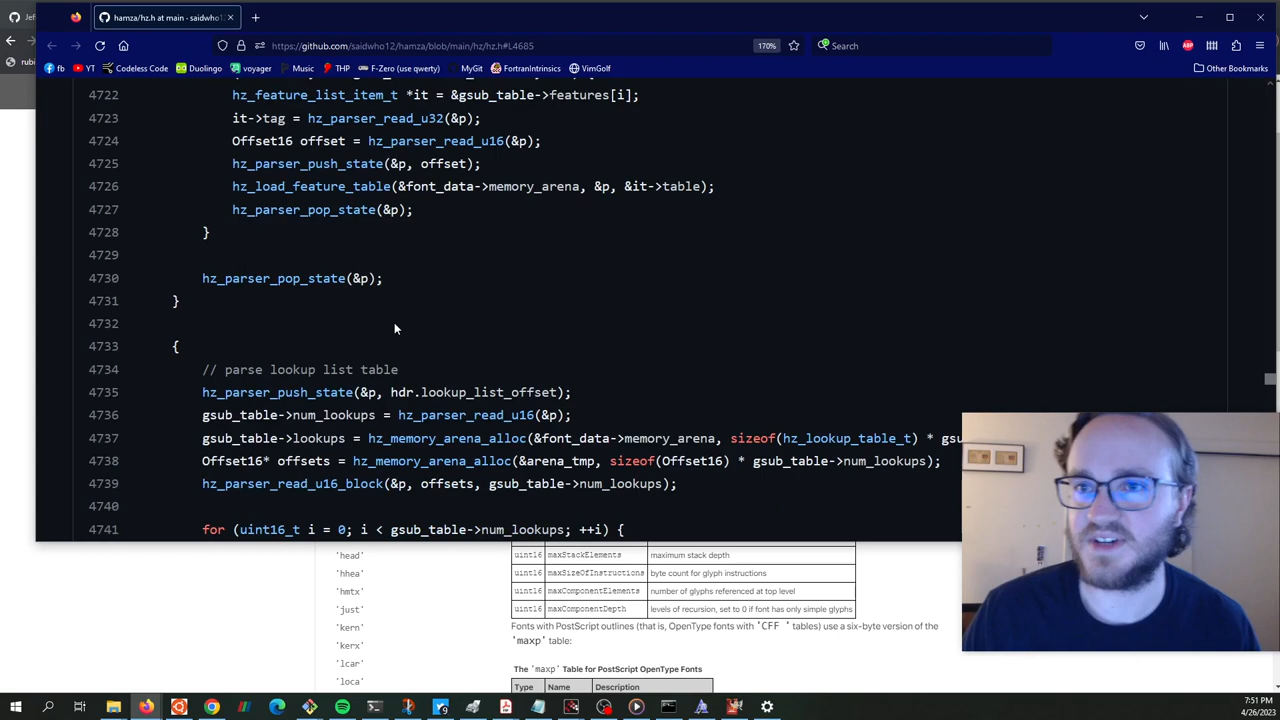 Jef
hamza/hz.h at main · saidwho12
https://github.com/saidwho12/hamza/blob/main/hz/hz.h#L4685
170%
Search
rubi
fb
YT
Codeless Code
Duolingo
voyager
Music
THP
F-Zero (use qwerty)
MyGit
FortranIntrinsics
VimGolf
Other Bookmarks
4722 hz_feature_list_item_t *it = &gsub_table->features[i];
4723 it->tag = hz_parser_read_u32(&p);
4724 Offset16 offset = hz_parser_read_u16(&p);
4725 hz_parser_push_state(&p, offset);
4726 hz_load_feature_table(&font_data->memory_arena, &p, &it->table);
4727 hz_parser_pop_state(&p);
4728 }
4729
4730 hz_parser_pop_state(&p);
4731 }
4732
4733 {
4734 // parse lookup list table
4735 hz_parser_push_state(&p, hdr.lookup_list_offset);
4736 gsub_table->num_lookups = hz_parser_read_u16(&p);
4737 gsub_table->lookups = hz_memory_arena_alloc(&font_data->memory_arena, sizeof(hz_lookup_table_t) * gsu
4738 Offset16* offsets = hz_memory_arena_alloc(&arena_tmp, sizeof(Offset16) * gsub_table->num_lookups);
4739 hz_parser_read_u16_block(&p, offsets, gsub_table->num_lookups);
4740
4741 for (uint16_t i = 0; i < gsub_table->num_lookups; ++i) {
'head'
'hhea'
'hmtx'
'just'
'kern'
'kerx'
'lcar'
'loca'
uint16 maxStackElements maximum stack depth
uint16 maxSizeOfInstructions byte count for glyph instructions
uint16 maxComponentElements number of glyphs referenced at top level
uint16 maxComponentDepth levels of recursion, set to 0 if font has only simple glyphs
Fonts with PostScript outlines (that is, OpenType fonts with 'CFF ' tables) use a six-byte version of the
'maxp' table:
The 'maxp' Table for PostScript OpenType Fonts
Type Name Description
7:51 PM
4/26/2023